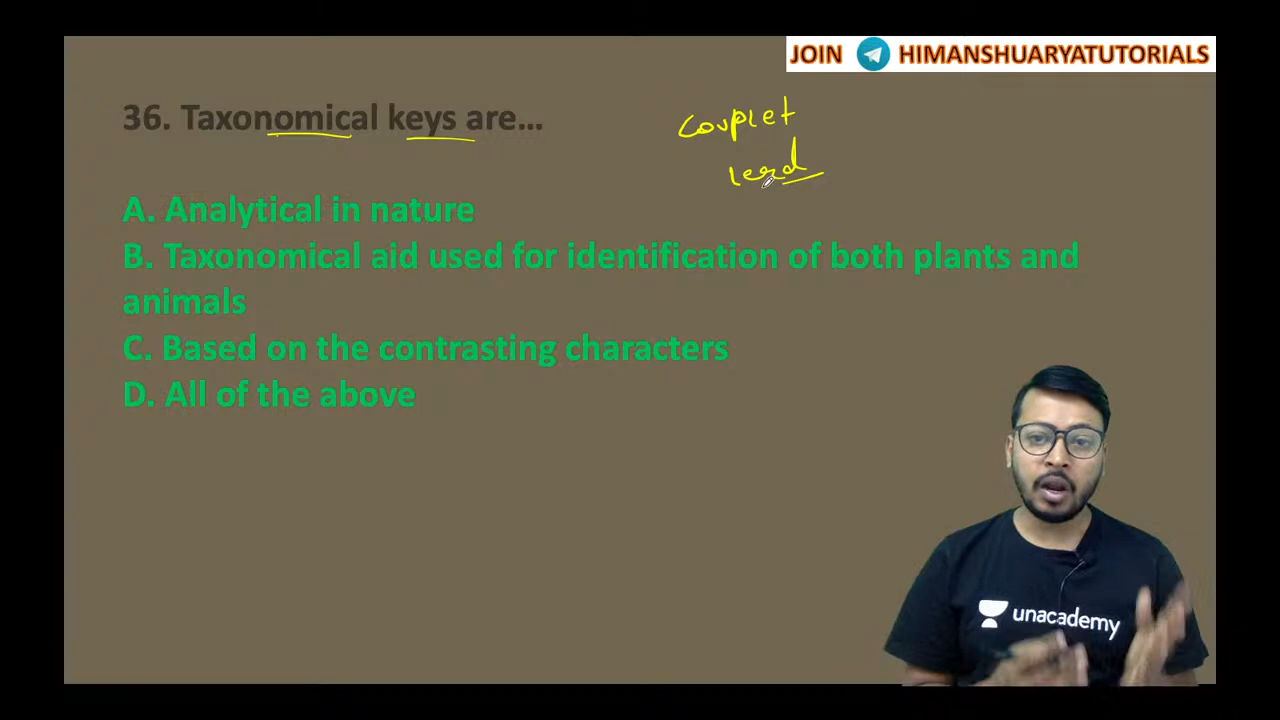 JOIN HIMANSHUARYATUTORIALS
36. Taxonomical keys are...
couplet
lead
A. Analytical in nature
B. Taxonomical aid used for identification of both plants and
animals
C. Based on the contrasting characters
D. All of the above
unacademy